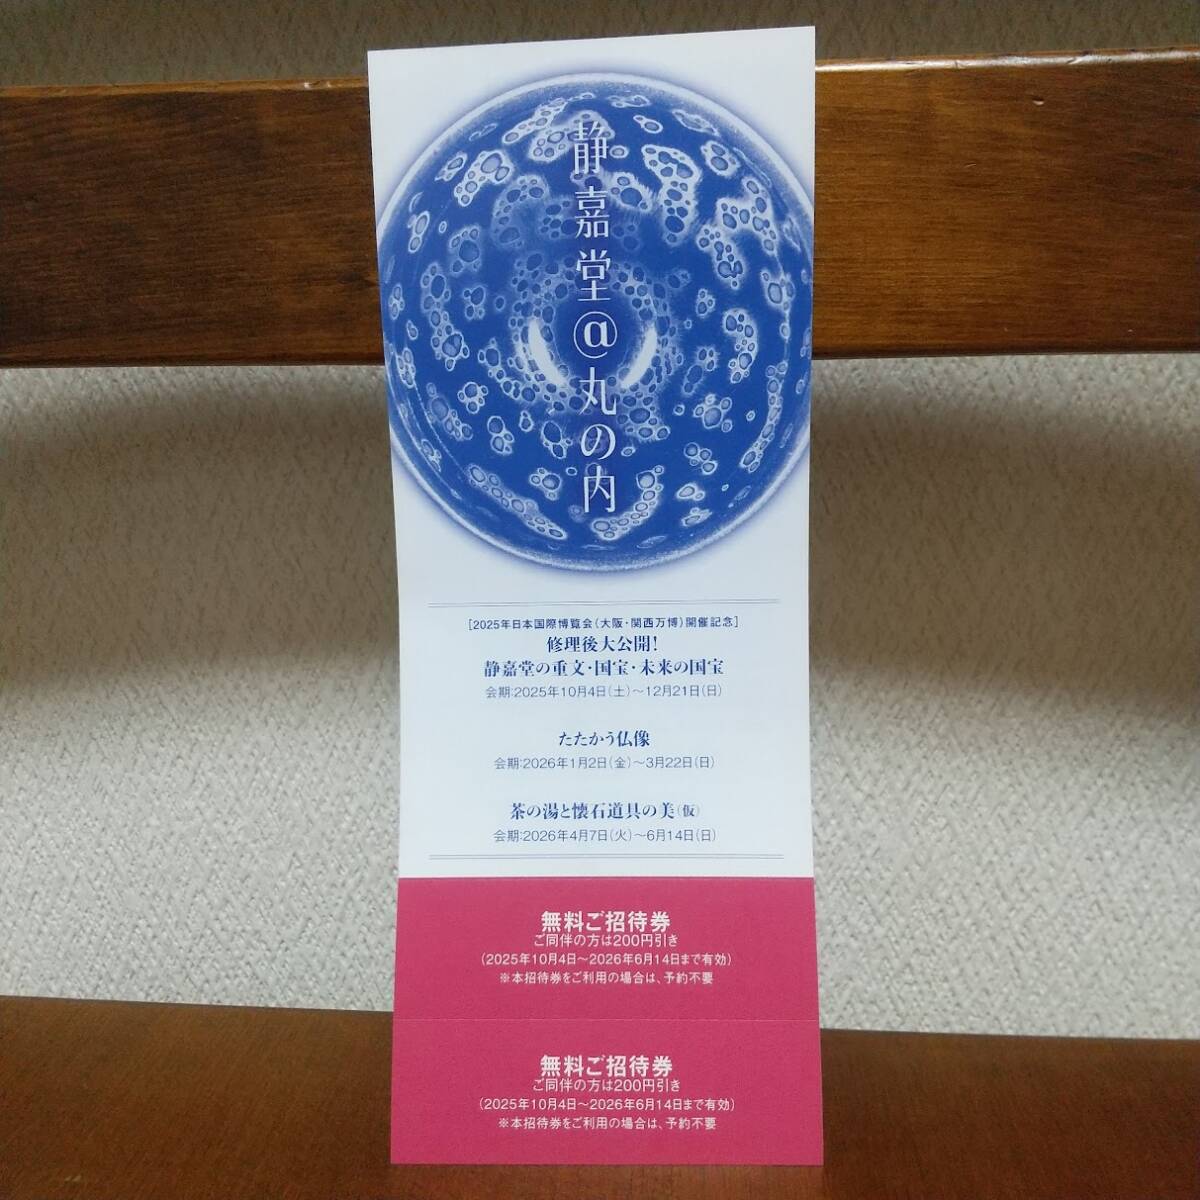 静嘉堂@丸の内
[2025年日本国際博覧会(大阪・関西万博)開催記念]
修理後大公開!
静嘉堂の重文・国宝・未来の国宝
会期:2025年10月4日(土)～12月21日(日)
たたかう仏像
会期:2026年1月2日(金)～3月22日(日)
茶の湯と懐石道具の美(仮)
会期:2026年4月7日(火)～6月14日(日)
無料ご招待券
ご同伴の方は200円引き
(2025年10月4日～2026年6月14日まで有効)
※本招待券をご利用の場合は、予約不要
無料ご招待券
ご同伴の方は200円引き
(2025年10月4日～2026年6月14日まで有効)
※本招待券をご利用の場合は、予約不要